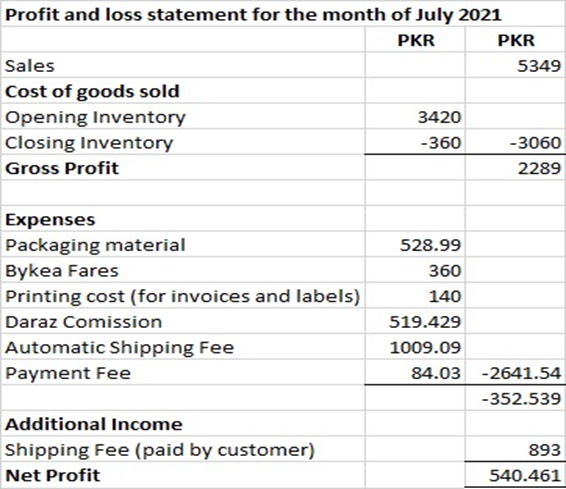 Profit and loss statement for the month of July 2021
PKR PKR
Sales 5349
Cost of goods sold
Opening Inventory 3420
Closing Inventory -360 -3060
Gross Profit 2289
Expenses
Packaging material 528.99
Bykea Fares 360
Printing cost (for invoices and labels) 140
Daraz Comission 519.429
Automatic Shipping Fee 1009.09
Payment Fee 84.03 -2641.54
-352.539
Additional Income
Shipping Fee (paid by customer) 893
Net Profit 540.461